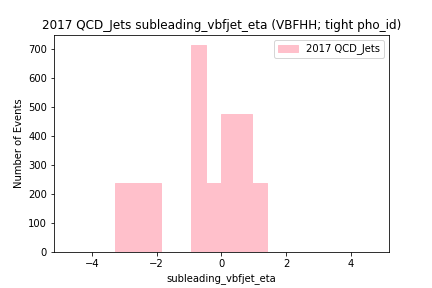 2017 QCD_Jets subleading_vbfjet_eta (VBFHH; tight pho_id)
2017 QCD_Jets
Number of Events
700
600
500
400
300
200
100
0
−4 −2 0 2 4
subleading_vbfjet_eta